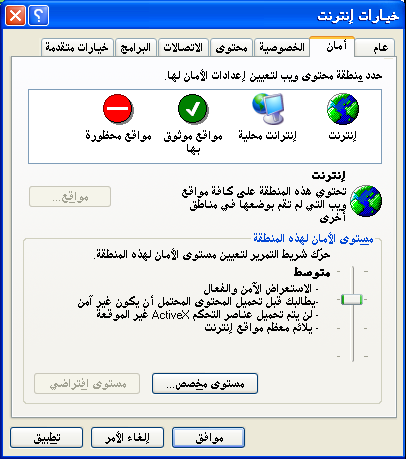 خيارات إنترنت
عام
أمان
الخصوصية
محتوى
الاتصالات
البرامج
خيارات متقدمة
حدد منطقة محتوى ويب لتعيين إعدادات الأمان لها.
إنترنت
إنترانت محلية
مواقع موثوق
بها
مواقع محظورة
إنترنت
تحتوي هذه المنطقة على كافة مواقع
ويب التي لم تقم بوضعها في مناطق
أخرى
مواقع...
مستوى الأمان لهذه المنطقة
حرّك شريط التمرير لتعيين مستوى الأمان لهذه المنطقة.
متوسط
- الاستعراض الآمن والفعال
- يطالبك قبل تحميل المحتوى المحتمل أن يكون غير آمن
- لن يتم تحميل عناصر التحكم ActiveX غير الموقعة
- يلائم معظم مواقع إنترنت
مستوى مخصص...
مستوى افتراضي
موافق
إلغاء الأمر
تطبيق